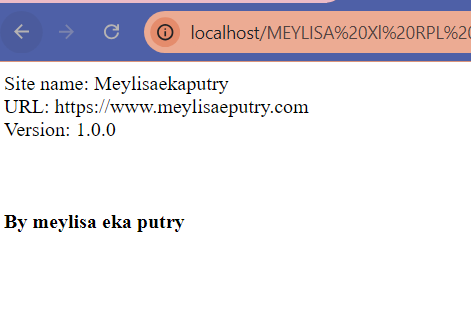 localhost/MEYLISA%20XI%20RPL%20
Site name: Meylisaekaputry
URL: https://www.meylisaeputry.com
Version: 1.0.0
By meylisa eka putry